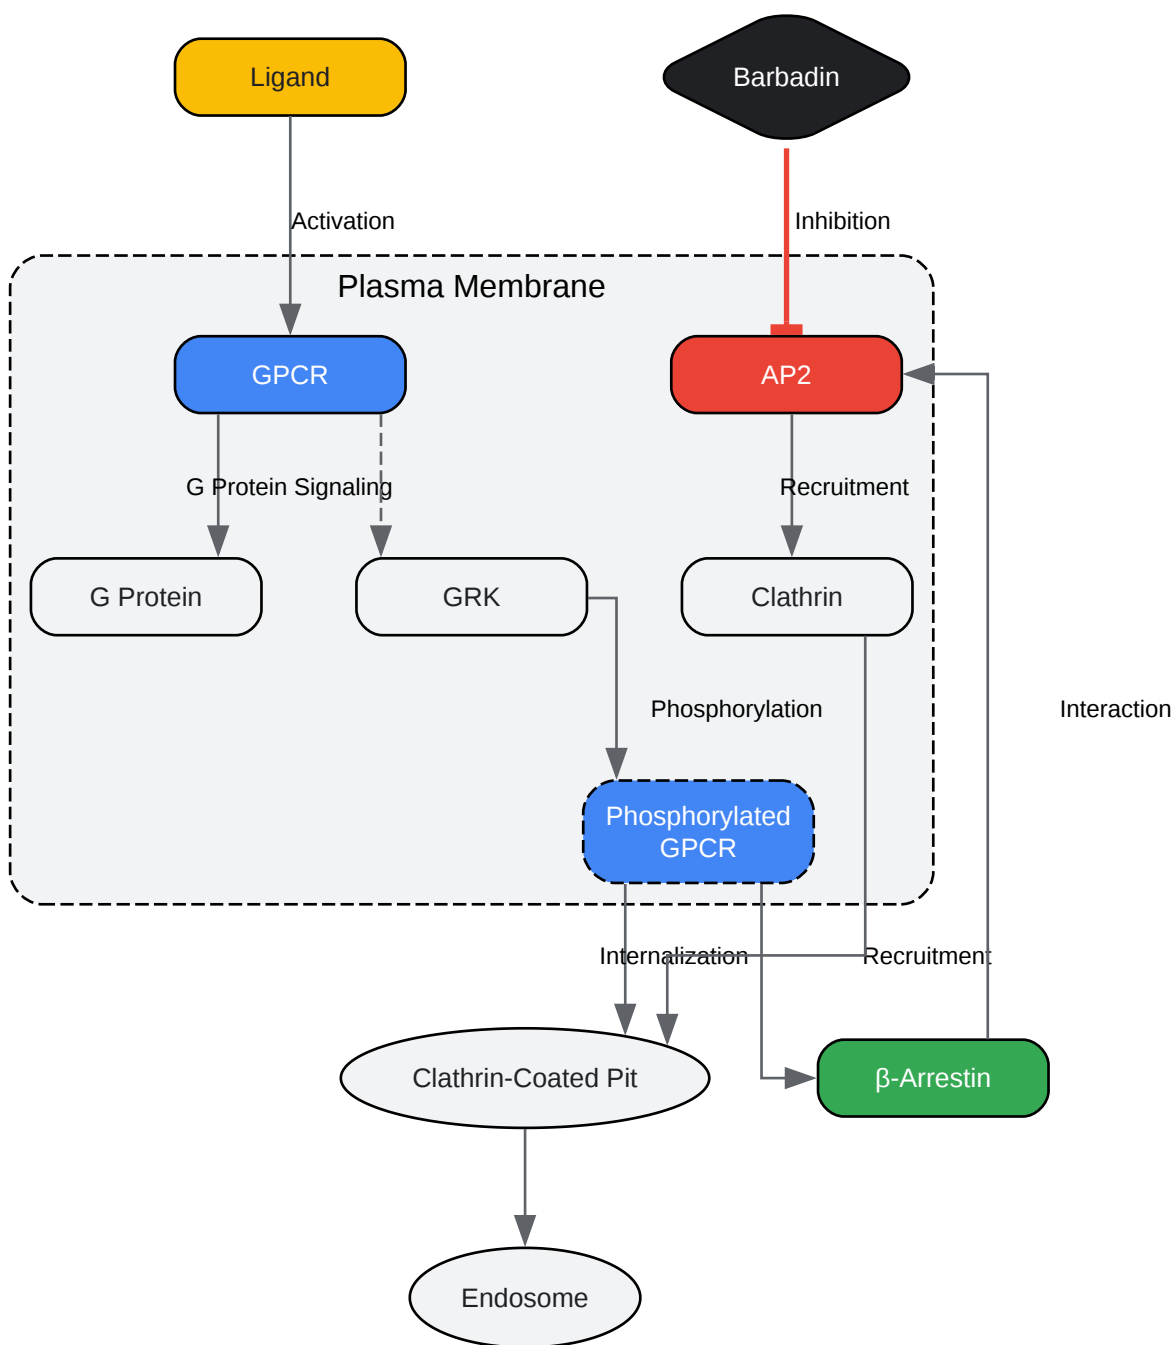 Ligand
Barbadin
Activation
Inhibition
Plasma Membrane
GPCR
AP2
G Protein Signaling
Recruitment
G Protein
GRK
Clathrin
Phosphorylation
Interaction
Phosphorylated
GPCR
Internalization
Recruitment
Clathrin-Coated Pit
β-Arrestin
Endosome